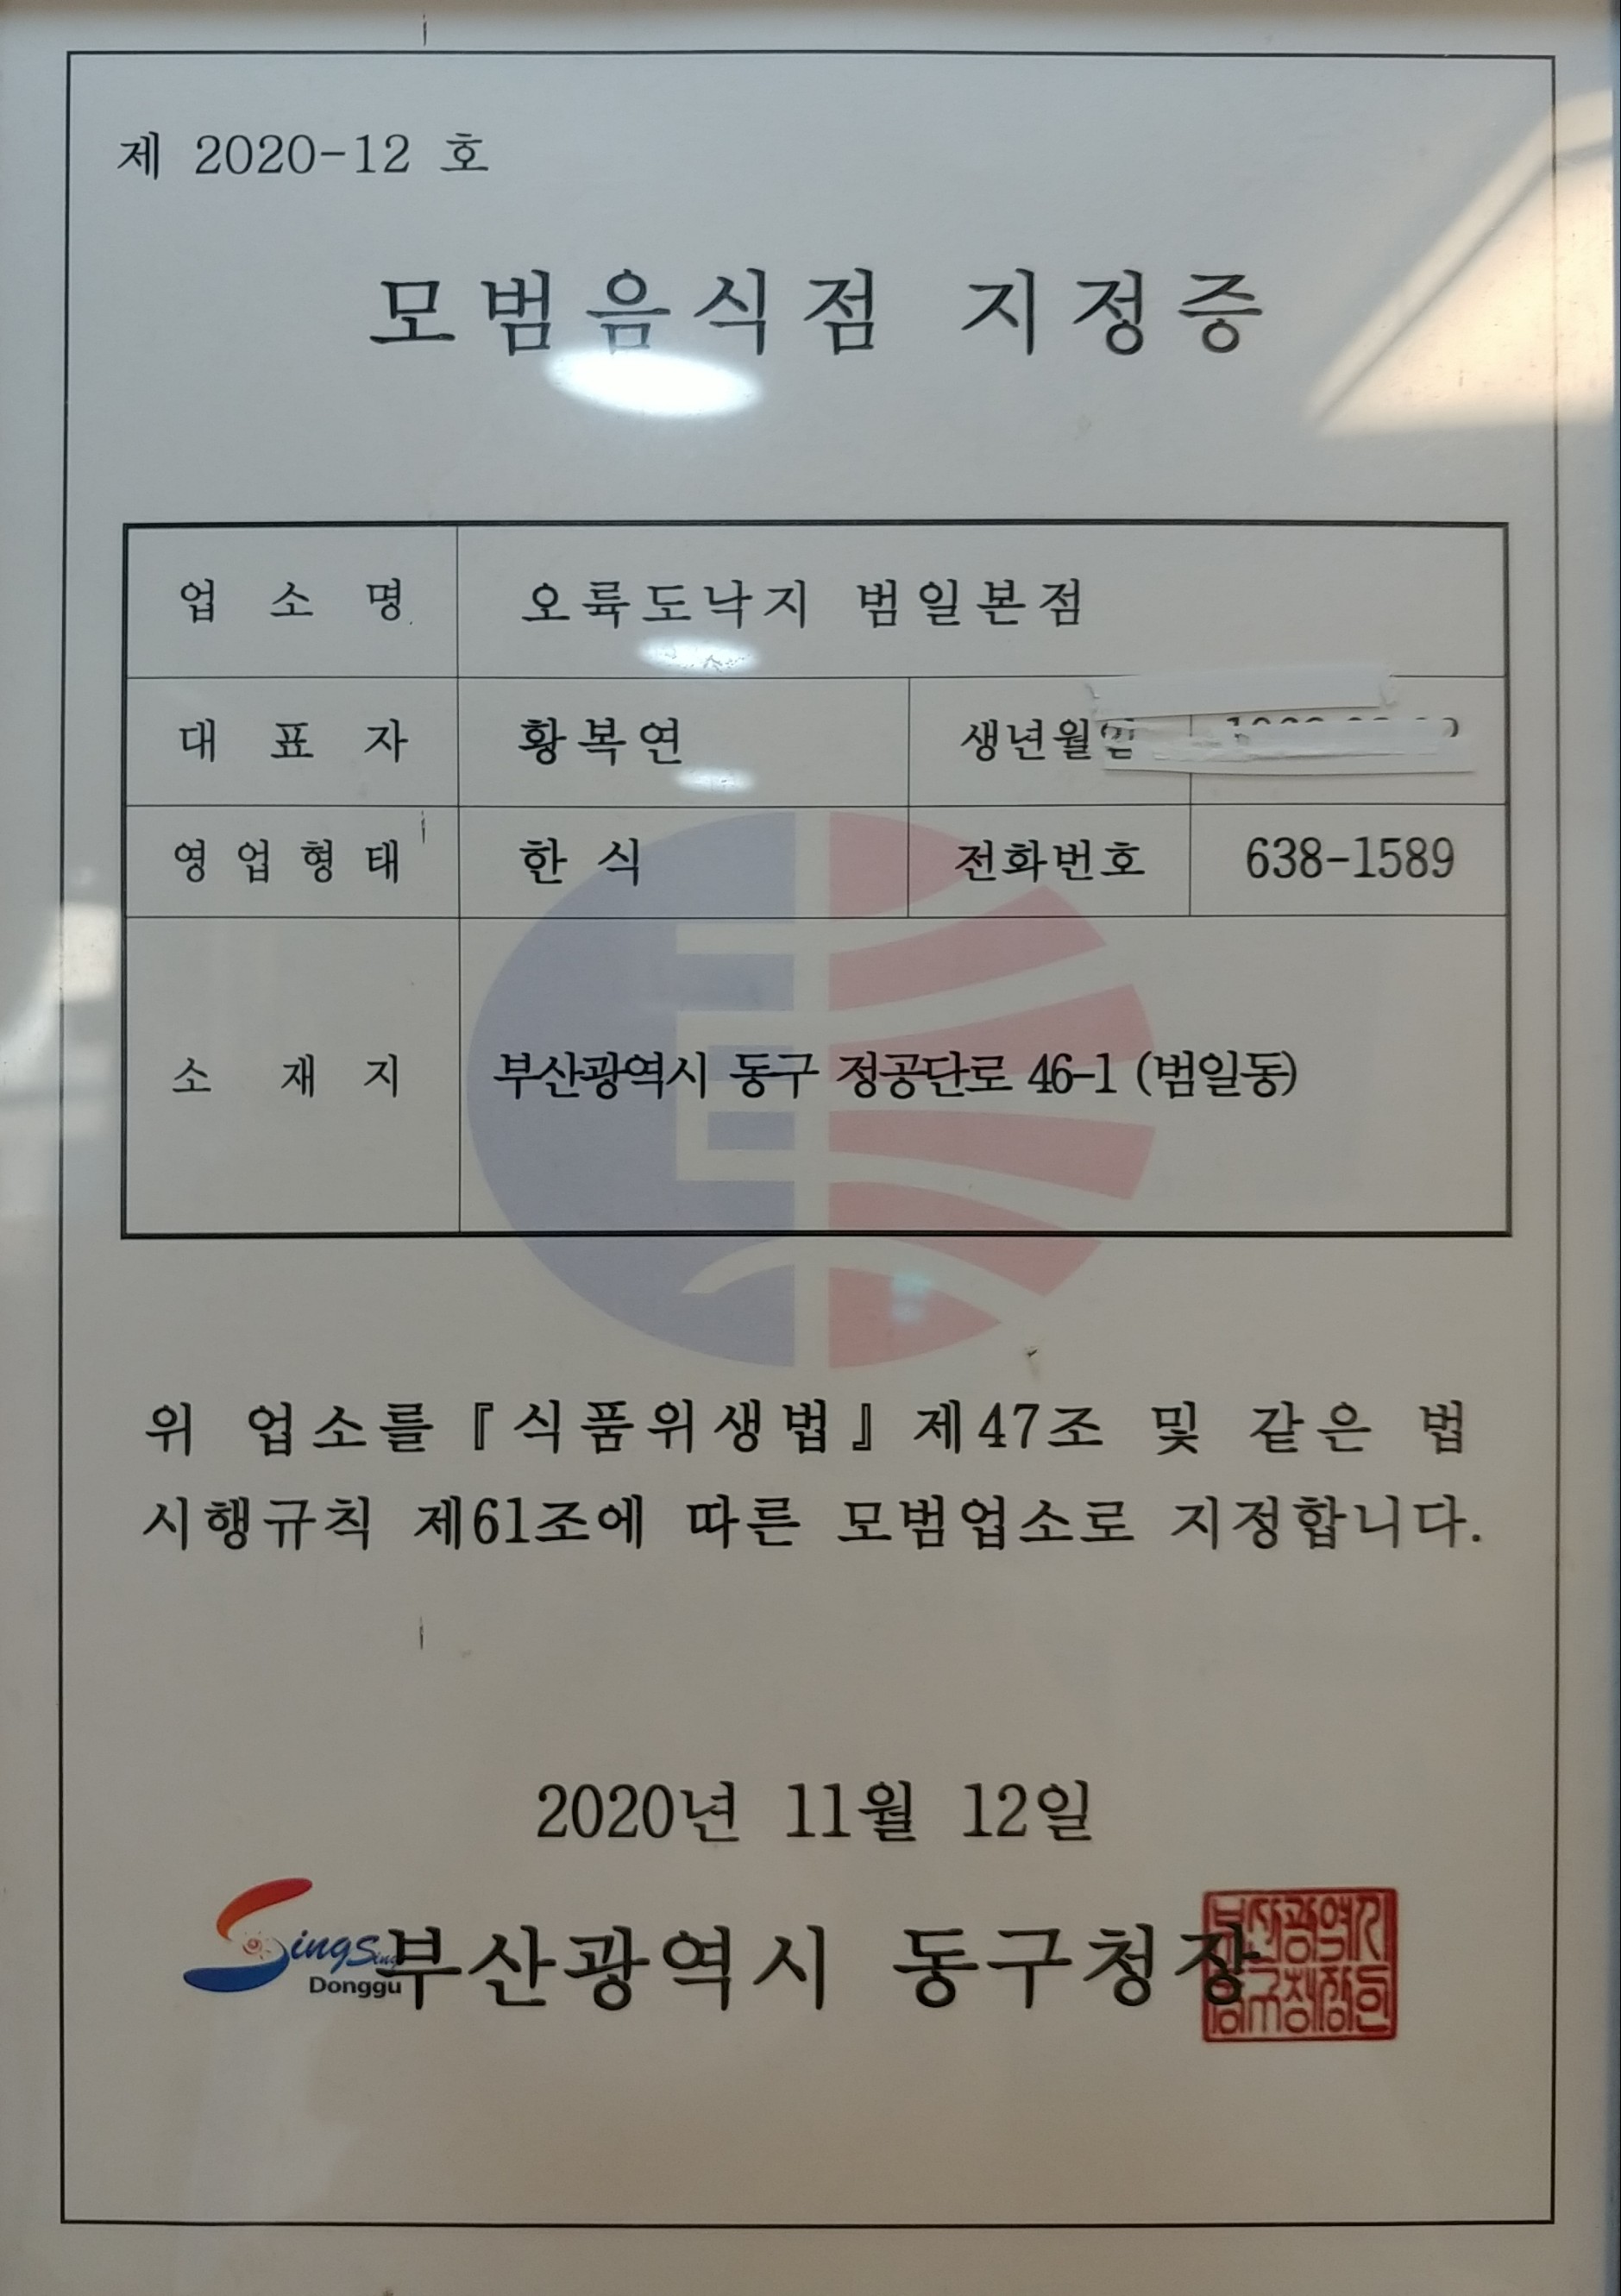 제 2020-12 호
모범음식점 지정증
업소명 오륙도낙지 범일본점
대표자 황복연 생년월일
영업형태 한식 전화번호 638-1589
소재지 부산광역시 동구 정공단로 46-1 (범일동)
위 업소를『식품위생법』제47조 및 같은 법
시행규칙 제61조에 따른 모범업소로 지정합니다.
2020년 11월 12일
SingSing
Donggu
부산광역시 동구청장